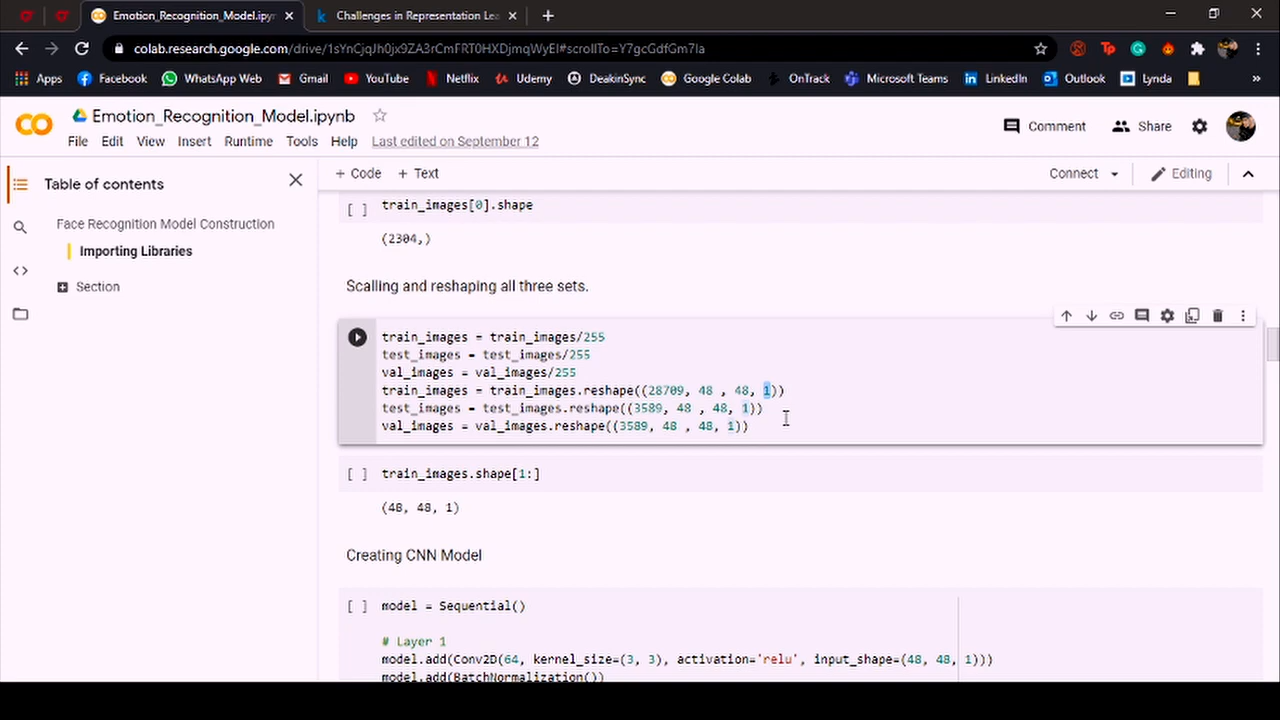 Emotion_Recognition_Model.ipyn
Challenges in Representation Lea
colab.research.google.com/drive/1sYnCjqJh0jx9ZA3rCmFRT0HXDjmqWyEl#scrollTo=Y7gcGdfGm7la
Apps Facebook WhatsApp Web Gmail YouTube Netflix Udemy DeakinSync Google Colab OnTrack Microsoft Teams LinkedIn Outlook Lynda
Emotion_Recognition_Model.ipynb
File Edit View Insert Runtime Tools Help Last edited on September 12
Comment Share
Table of contents
+ Code + Text
Connect Editing
Face Recognition Model Construction
Importing Libraries
Section
[ ] train_images[0].shape
(2304,)
Scalling and reshaping all three sets.
train_images = train_images/255
test_images = test_images/255
val_images = val_images/255
train_images = train_images.reshape((28709, 48 , 48, 1))
test_images = test_images.reshape((3589, 48 , 48, 1))
val_images = val_images.reshape((3589, 48 , 48, 1))
[ ] train_images.shape[1:]
(48, 48, 1)
Creating CNN Model
[ ] model = Sequential()
# Layer 1
model.add(Conv2D(64, kernel_size=(3, 3), activation='relu', input_shape=(48, 48, 1)))
model.add(BatchNormalization())